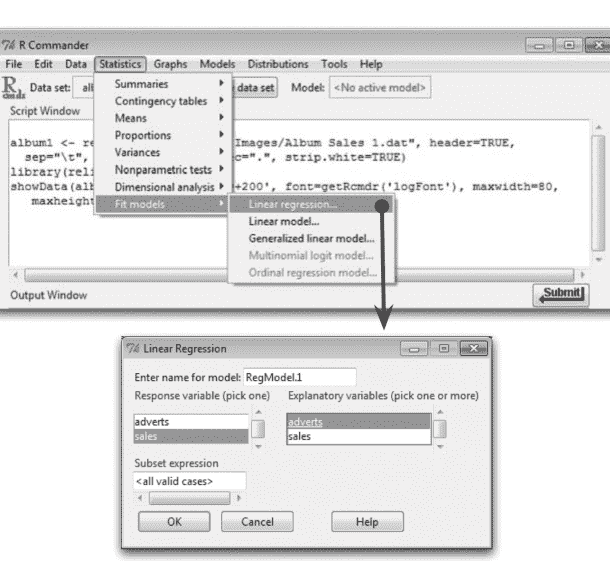 R Commander
File Edit Data Statistics Graphs Models Distributions Tools Help
R Data set: data set Model: <No active model>
Script Window
Summaries
Contingency tables
Means
Proportions
Variances
Nonparametric tests
Dimensional analysis
Fit models
album1 <- Images/Album Sales 1.dat", header=TRUE,
sep="\t", c=".", strip.white=TRUE)
showData( +200', font=getRcmdr('logFont'), maxwidth=80,
maxheight
Linear regression...
Linear model...
Generalized linear model...
Multinomial logit model...
Ordinal regression model...
Output Window
Submit
Linear Regression
Enter name for model: RegModel.1
Response variable (pick one) Explanatory variables (pick one or more)
adverts adverts
sales sales
Subset expression
<all valid cases>
OK Cancel Help